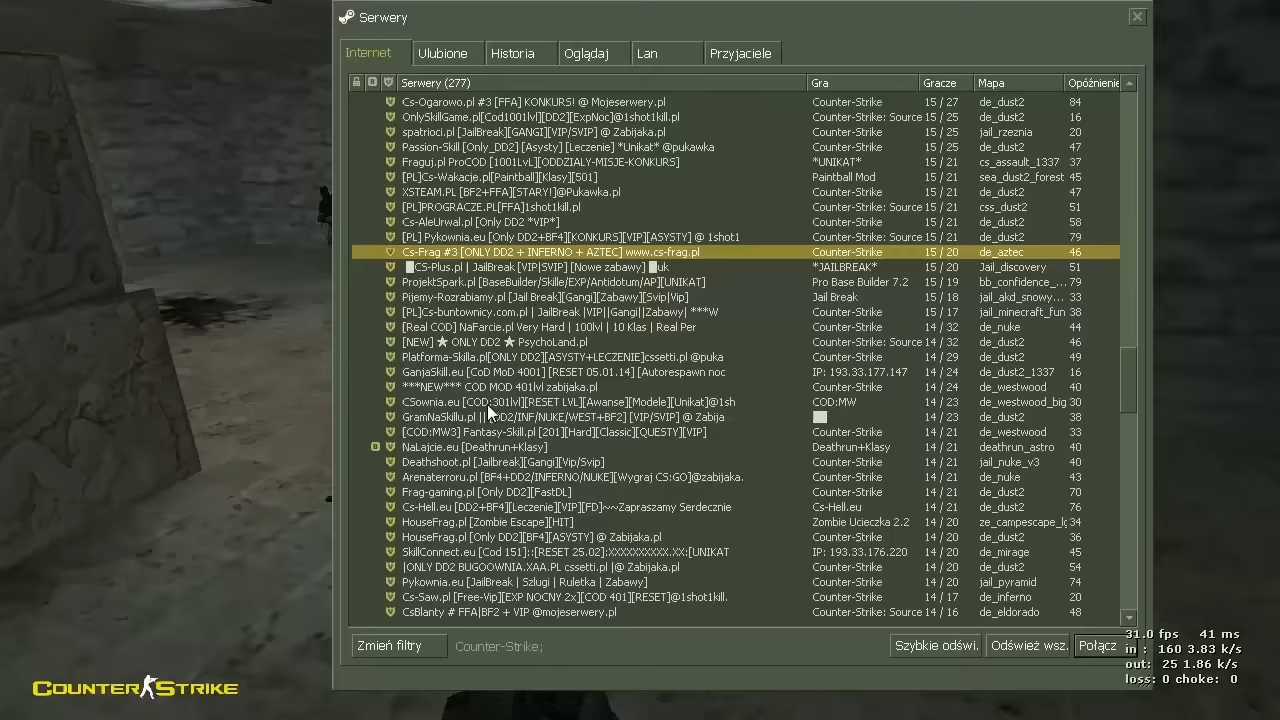 Serwery
Internet Ulubione Historia Oglądaj Lan Przyjaciele
Serwery (277) Gra Gracze Mapa Opóźnienie
Cs-Ogarowo.pl #3 [FFA] KONKURS! @ Mojeserwery.pl Counter-Strike 15 / 27 de_dust2 84
OnlySkillGame.pl[Cod1001lvl][DD2][ExpNoc]@1shot1kill.pl Counter-Strike: Source 15 / 25 de_dust2 16
spatrioci.pl [JailBreak][GANGI][VIP/SVIP] @ Zabijaka.pl Counter-Strike 15 / 25 jail_rzeznia 20
Passion-Skill [Only_DD2] [Asysty] [Leczenie] *Unikat* @pukawka Counter-Strike 15 / 25 de_dust2 47
Fraguj.pl ProCOD [1001LvL][ODDZIALY-MISJE-KONKURS] *UNIKAT* 15 / 21 cs_assault_1337 37
[PL]Cs-Wakacje.pl[Paintball][Klasy][501] Paintball Mod 15 / 21 sea_dust2_forest 45
XSTEAM.PL [BF2+FFA][STARY!]@Pukawka.pl Counter-Strike 15 / 21 de_dust2 47
[PL]PROGRACZE.PL[FFA]1shot1kill.pl Counter-Strike: Source 15 / 21 css_dust2 51
Cs-AleUrwal.pl [Only DD2 *VIP*] Counter-Strike 15 / 21 de_dust2 58
[PL] Pykownia.eu [Only DD2+BF4][KONKURS][VIP][ASYSTY] @ 1shot1 Counter-Strike: Source 15 / 21 de_dust2 79
Cs-Frag #3 [ONLY DD2 + INFERNO + AZTEC] www.cs-frag.pl Counter-Strike 15 / 20 de_aztec 46
CS-Plus.pl | JailBreak [VIP|SVIP] [Nowe zabawy] uk *JAILBREAK* 15 / 20 Jail_discovery 51
ProjektSpark.pl [BaseBuilder/Skille/EXP/Antidotum/AP][UNIKAT] Pro Base Builder 7.2 15 / 19 bb_confidence_... 79
Pijemy-Rozrabiamy.pl [Jail Break][Gangi][Zabawy][Svip|Vip] Jail Break 15 / 18 jail_akd_snowy... 33
[PL]Cs-buntownicy.com.pl | JailBreak |VIP||Gangi||Zabawy| ***W Counter-Strike 15 / 17 jail_minecraft_fun 38
[Real COD] NaFarcie.pl Very Hard | 100lvl | 10 Klas | Real Per Counter-Strike 14 / 32 de_nuke 44
[NEW] ★ ONLY DD2 ★ PsychoLand.pl Counter-Strike: Source 14 / 32 de_dust2 46
Platforma-Skilla.pl[ONLY DD2][ASYSTY+LECZENIE]cssetti.pl @puka Counter-Strike 14 / 29 de_dust2 49
GanjaSkill.eu [CoD MoD 4001] [RESET 05.01.14] [Autorespawn noc IP: 193.33.177.147 14 / 24 de_dust2_1337 16
***NEW*** COD MOD 401lvl zabijaka.pl Counter-Strike 14 / 24 de_westwood 40
CSownia.eu [COD:301lvl][RESET LVL][Awanse][Modele][Unikat]@1sh COD:MW 14 / 23 de_westwood_big 30
GramNaSkillu.pl || DD2/INF/NUKE/WEST+BF2] [VIP/SVIP] @ Zabija 14 / 23 de_dust2 38
[COD:MW3] Fantasy-Skill.pl [201][Hard][Classic][QUESTY][VIP] Counter-Strike 14 / 22 de_westwood 33
NaLajcie.eu [Deathrun+Klasy] Deathrun+Klasy 14 / 21 deathrun_astro 40
Deathshoot.pl [Jailbreak][Gangi][Vip/Svip] Counter-Strike 14 / 21 jail_nuke_v3 40
Arenaterroru.pl [BF4+DD2/INFERNO/NUKE][Wygraj CS:GO]@zabijaka. Counter-Strike 14 / 21 de_nuke 43
Frag-gaming.pl [Only DD2][FastDL] Counter-Strike 14 / 21 de_dust2 70
Cs-Hell.eu [DD2+BF4][Leczenie][VIP][FD]~~Zapraszamy Serdecznie Cs-Hell.eu 14 / 21 de_dust2 76
HouseFrag.pl [Zombie Escape][HIT] Zombie Ucieczka 2.2 14 / 20 ze_campescape_lg 34
HouseFrag.pl [Only DD2][BF4][ASYSTY] @ Zabijaka.pl Counter-Strike 14 / 20 de_dust2 36
SkillConnect.eu [Cod 151]::[RESET 25.02]:XXXXXXXXXX.XX:[UNIKAT IP: 193.33.176.220 14 / 20 de_mirage 45
|ONLY DD2 BUGOOWNIA.XAA.PL cssetti.pl |@ Zabijaka.pl Counter-Strike 14 / 20 de_dust2 54
Pykownia.eu [JailBreak | Szlugi | Ruletka | Zabawy] Counter-Strike 14 / 20 jail_pyramid 74
Cs-Saw.pl [Free-Vip][EXP NOCNY 2x][COD 401][RESET]@1shot1kill. Counter-Strike 14 / 17 de_inferno 20
CsBlanty # FFA|BF2 + VIP @mojeserwery.pl Counter-Strike: Source 14 / 16 de_eldorado 48
Zmień filtry Counter-Strike; Szybkie odświ. Odśwież wsz. Połącz
31.0 fps 41 ms
in : 160 3.83 k/s
out: 25 1.86 k/s
loss: 0 choke: 0
COUNTER STRIKE